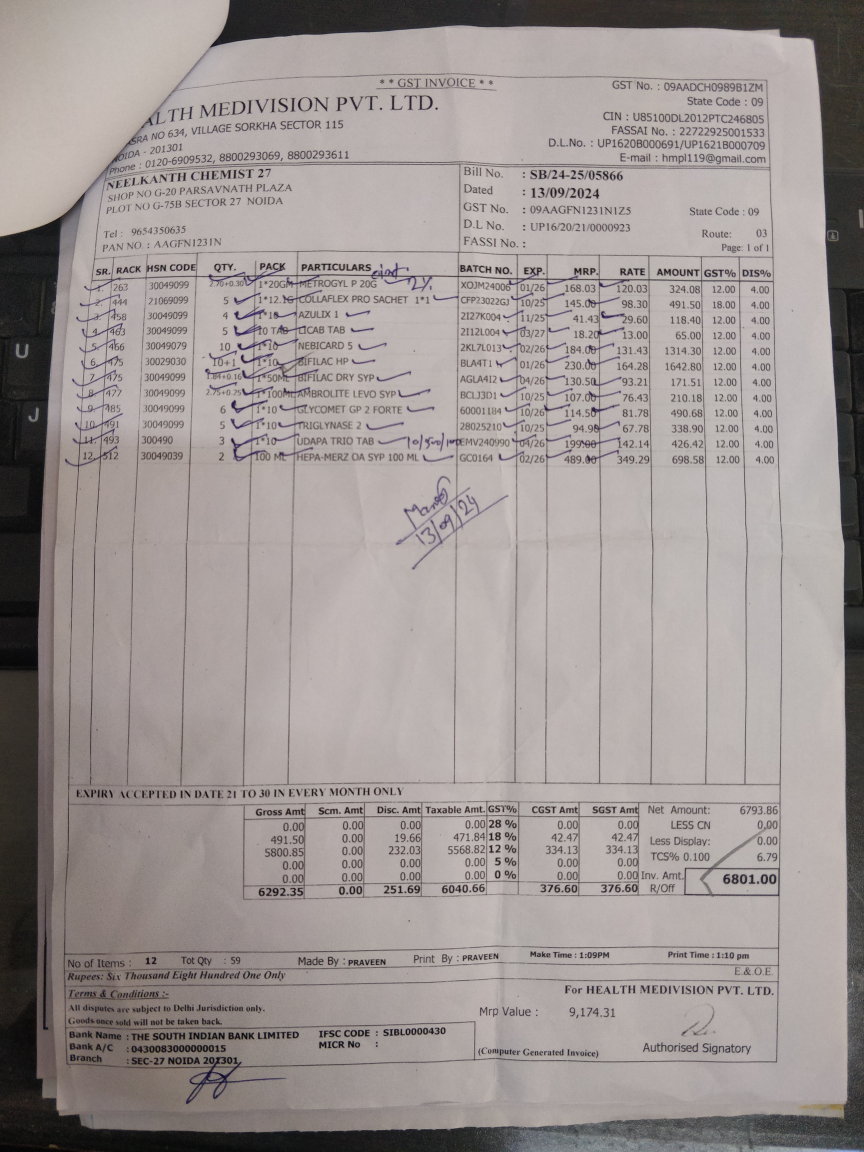 ** GST INVOICE **
GST No. : 09AADCH0989B1ZM
State Code : 09
ALTH MEDIVISION PVT. LTD.
CIN : U85100DL2012PTC246805
SRA NO 634, VILLAGE SORKHA SECTOR 115
FASSAI No. : 22722925001533
OIDA - 201301
D.L.No. : UP1620B000691/UP1621B000709
Phone : 0120-6909532, 8800293069, 8800293611
E-mail : hmpl119@gmail.com
NEELKANTH CHEMIST 27
SHOP NO G-20 PARSAVNATH PLAZA
PLOT NO G-75B SECTOR 27 NOIDA
Tel : 9654350635
PAN NO. : AAGFN1231N
Bill No. : SB/24-25/05866
Dated : 13/09/2024
GST No. : 09AAGFN1231N1Z5 State Code : 09
D.L No. : UP16/20/21/0000923
Route: 03
FASSI No. :
Page: 1 of 1
SR. RACK HSN CODE QTY. PACK PARTICULARS BATCH NO. EXP. MRP. RATE AMOUNT GST% DIS%
1. 263 30049099 2.70+0.30 1*20GM METROGYL P 20G 2% XOJM24006 01/26 168.03 120.03 324.08 12.00 4.00
2. 444 21069099 5 1*12.1G COLLAFLEX PRO SACHET 1*1 CFP23022GJ 10/25 145.00 98.30 491.50 18.00 4.00
3. 458 30049099 4 1*10 AZULIX 1 2I27K004 11/25 41.43 29.60 118.40 12.00 4.00
4. 463 30049099 5 10 TAB CICAB TAB 2I12L004 03/27 18.20 13.00 65.00 12.00 4.00
5. 466 30049079 10 1*10 NEBICARD 5 2KL7L013 02/26 184.00 131.43 1314.30 12.00 4.00
6. 475 30029030 10+1 1*10 BIFILAC HP BLA4T1 01/26 230.00 164.28 1642.80 12.00 4.00
7. 475 30049099 1.84+0.16 1*50ML BIFILAC DRY SYP AGLA412 04/26 130.50 93.21 171.51 12.00 4.00
8. 477 30049099 2.75+0.25 1*100ML AMBROLITE LEVO SYP BCLJ3D1 10/25 107.00 76.43 210.18 12.00 4.00
9. 485 30049099 6 1*10 GLYCOMET GP 2 FORTE 60001184 10/26 114.50 81.78 490.68 12.00 4.00
10. 491 30049099 5 1*10 TRIGLYNASE 2 28025210 10/25 94.90 67.78 338.90 12.00 4.00
11. 493 300490 3 1*10 UDAPA TRIO TAB EMV240990 04/26 199.00 142.14 426.42 12.00 4.00
12. 512 30049039 2 100 ML HEPA-MERZ OA SYP 100 ML GC0164 02/26 489.00 349.29 698.58 12.00 4.00
13/09/24
EXPIRY ACCEPTED IN DATE 21 TO 30 IN EVERY MONTH ONLY
Gross Amt Scm. Amt Disc. Amt Taxable Amt. GST% CGST Amt SGST Amt Net Amount: 6793.86
0.00 0.00 0.00 0.00 28 % 0.00 0.00 LESS CN 0.00
491.50 0.00 19.66 471.84 18 % 42.47 42.47 Less Display: 0.00
5800.85 0.00 232.03 5568.82 12 % 334.13 334.13 TCS% 0.100 6.79
0.00 0.00 0.00 0.00 5 % 0.00 0.00
0.00 0.00 0.00 0.00 0 % 0.00 0.00 Inv. Amt. 6801.00
6292.35 0.00 251.69 6040.66 376.60 376.60 R/Off
No of Items : 12 Tot Qty : 59 Made By : PRAVEEN Print By : PRAVEEN Make Time : 1:09PM Print Time : 1:10 pm
Rupees: Six Thousand Eight Hundred One Only E.& O.E.
Terms & Conditions :-
All disputes are subject to Delhi Jurisdiction only.
Goods once sold will not be taken back.
Bank Name : THE SOUTH INDIAN BANK LIMITED IFSC CODE : SIBL0000430
Bank A/C : 0430083000000015 MICR No :
Branch : SEC-27 NOIDA 201301
For HEALTH MEDIVISION PVT. LTD.
Mrp Value : 9,174.31
(Computer Generated Invoice)
Authorised Signatory
U
J